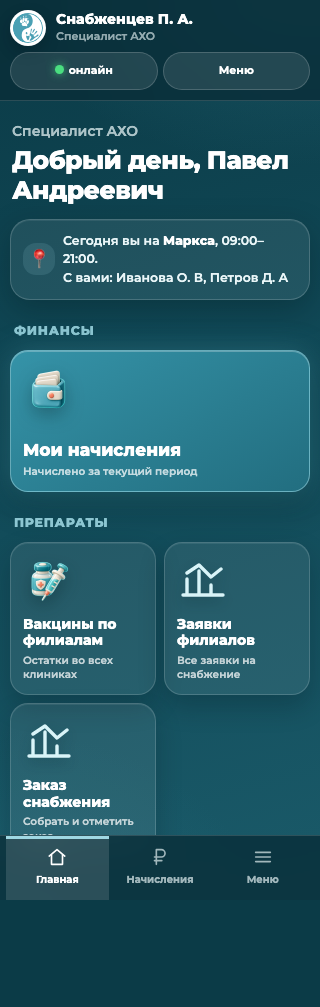 Снабженцев П. А.
Специалист АХО
онлайн
Меню
Специалист АХО
Добрый день, Павел
Андреевич
Сегодня вы на Маркса, 09:00–
21:00.
С вами: Иванова О. В, Петров Д. А
ФИНАНСЫ
Мои начисления
Начислено за текущий период
ПРЕПАРАТЫ
Вакцины по
филиалам
Остатки во всех
клиниках
Заявки
филиалов
Все заявки на
снабжение
Заказ
снабжения
Собрать и отметить
Главная
Начисления
Меню